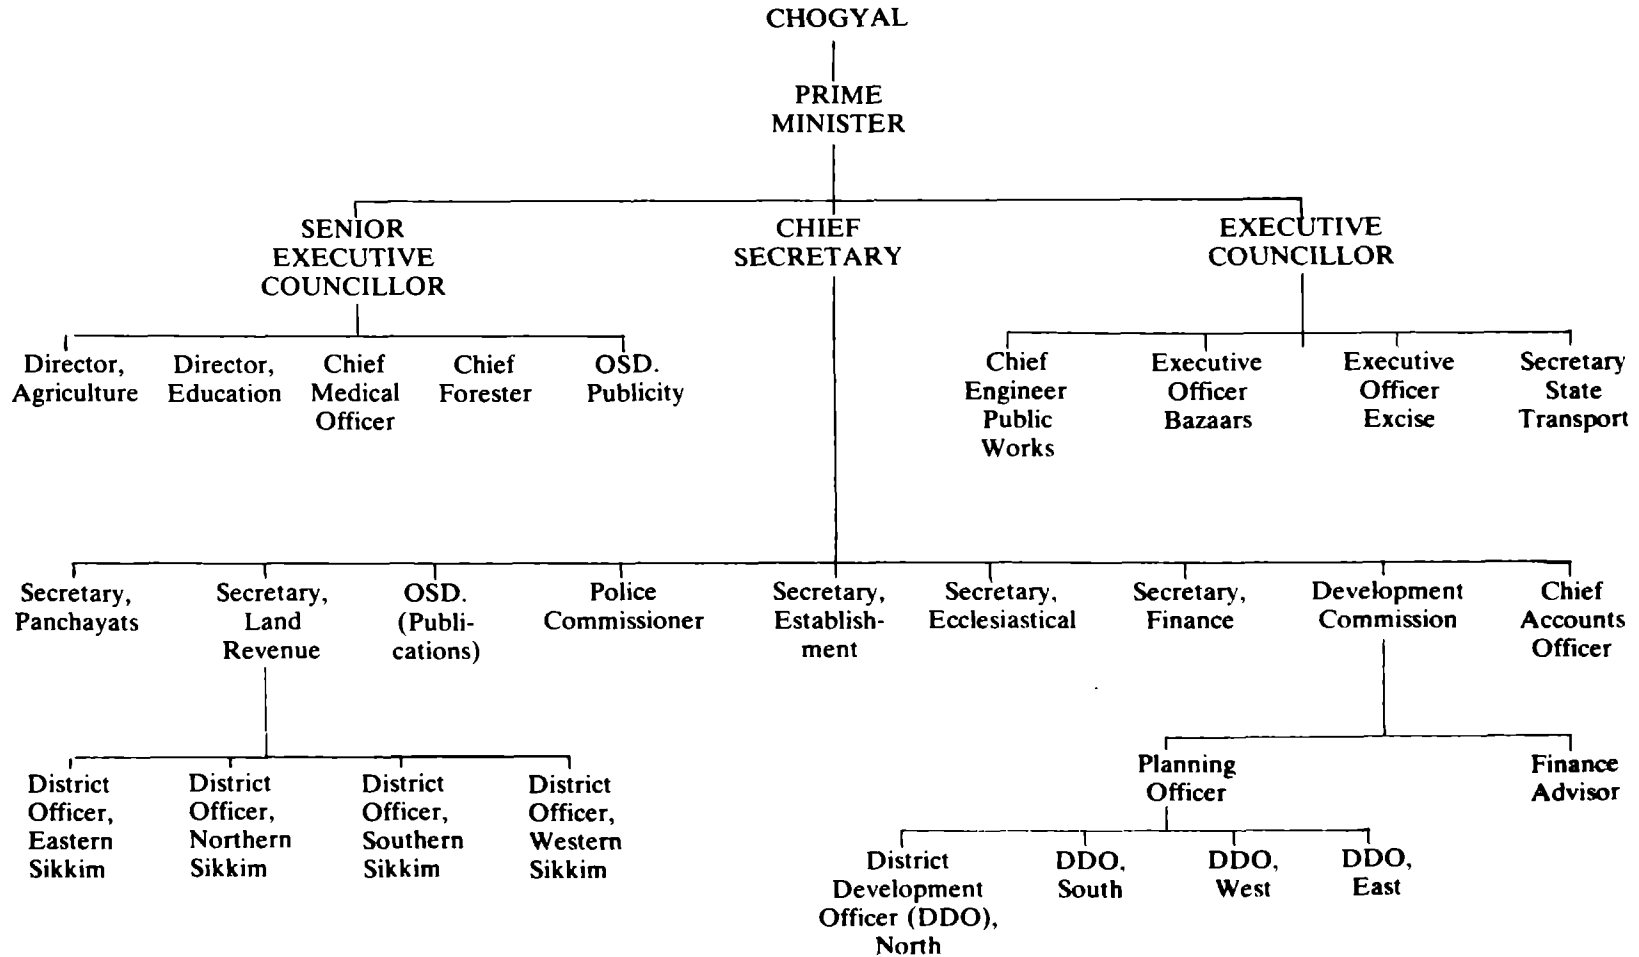 CHOGYAL
PRIME
MINISTER
SENIOR
EXECUTIVE
COUNCILLOR
CHIEF
SECRETARY
EXECUTIVE
COUNCILLOR
Director,
Agriculture
Director,
Education
Chief
Medical
Officer
Chief
Forester
OSD.
Publicity
Chief
Engineer
Public
Works
Executive
Officer
Bazaars
Executive
Officer
Excise
Secretary
State
Transport
Secretary,
Panchayats
Secretary,
Land
Revenue
OSD.
(Publi-
cations)
Police
Commissioner
Secretary,
Establish-
ment
Secretary,
Ecclesiastical
Secretary,
Finance
Development
Commission
Chief
Accounts
Officer
District
Officer,
Eastern
Sikkim
District
Officer,
Northern
Sikkim
District
Officer,
Southern
Sikkim
District
Officer,
Western
Sikkim
Planning
Officer
Finance
Advisor
District
Development
Officer (DDO),
North
DDO,
South
DDO,
West
DDO,
East